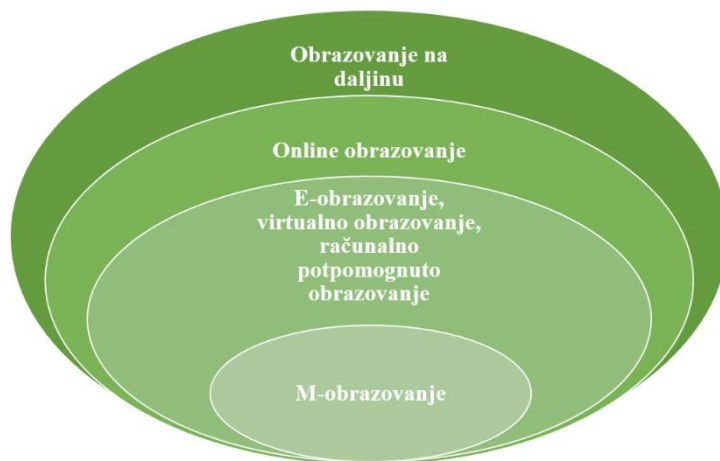 Obrazovanje na
daljinu
Online obrazovanje
E-obrazovanje,
virtualno obrazovanje,
računalno
potpomognuto
obrazovanje
M-obrazovanje